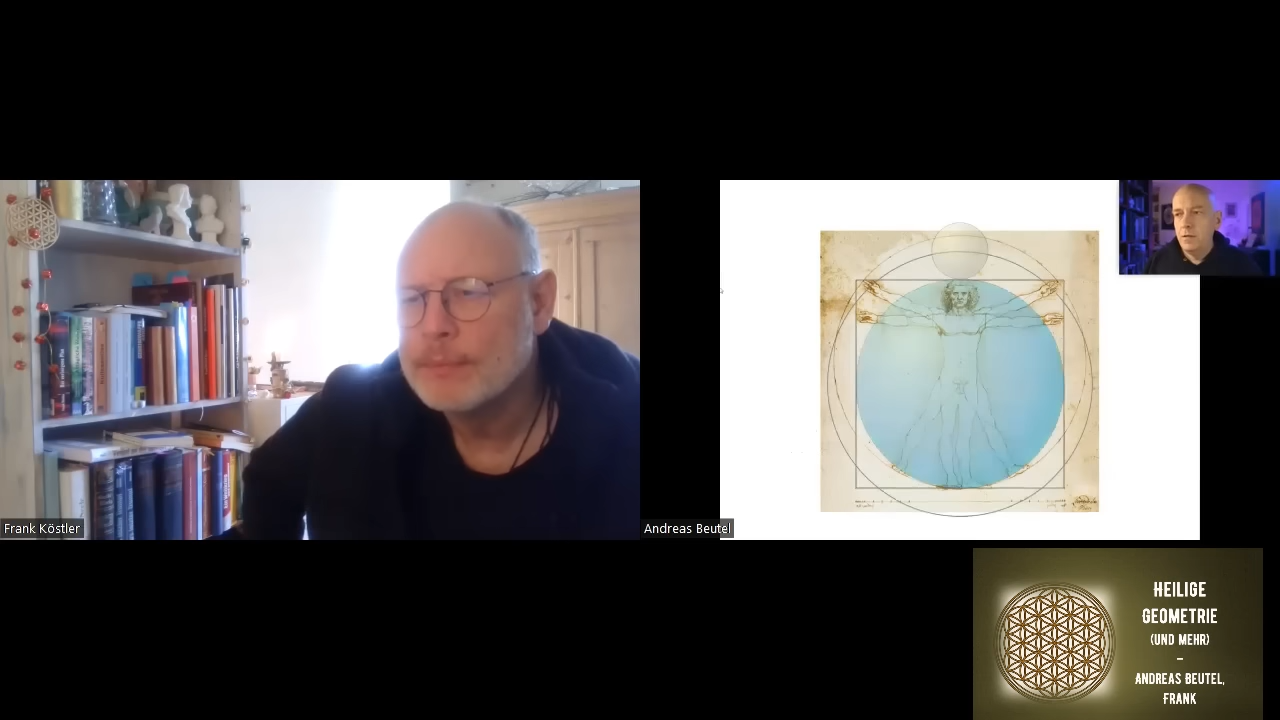 Frank Köstler
Andreas Beutel
HEILIGE
GEOMETRIE
(UND MEHR)
–
ANDREAS BEUTEL,
FRANK